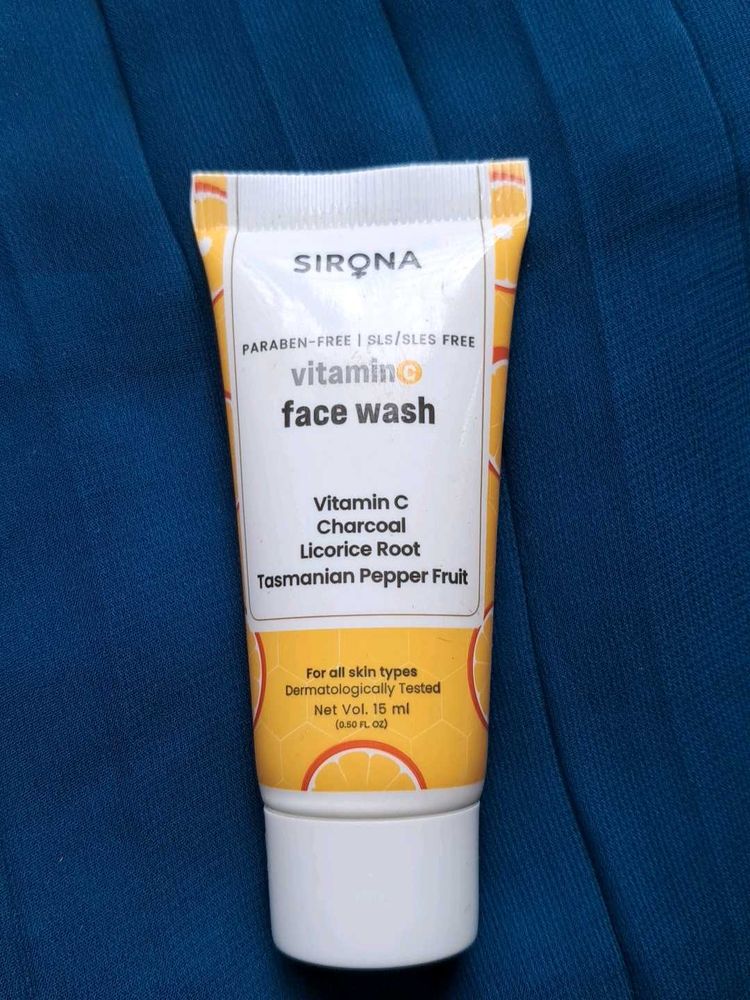 SIRONA
PARABEN-FREE | SLS/SLES FREE
vitamin C
face wash
Vitamin C
Charcoal
Licorice Root
Tasmanian Pepper Fruit
For all skin types
Dermatologically Tested
Net Vol. 15 ml
(0.50 FL. OZ)